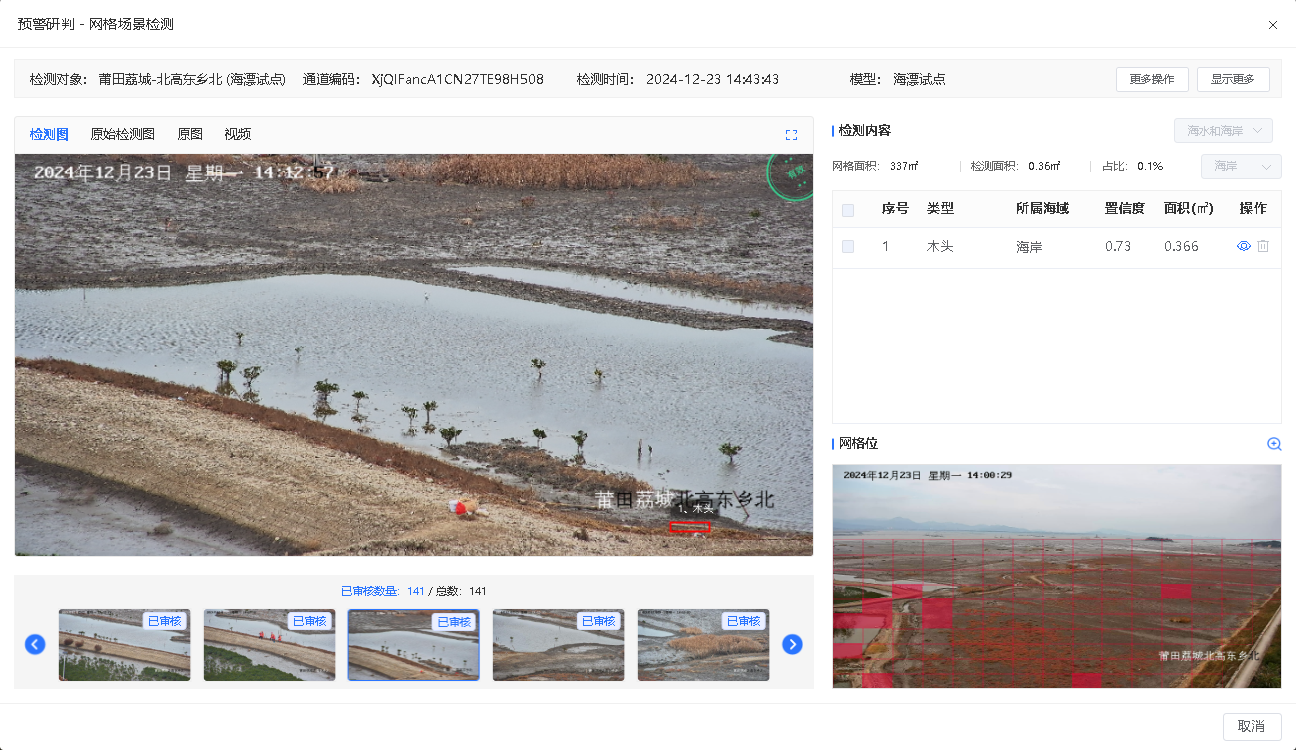 预警研判 - 网格场景检测
检测对象: 莆田荔城-北高东乡北 (海漂试点) 通道编码: XjQIFancA1CN27TE98H508 检测时间: 2024-12-23 14:43:43 模型: 海漂试点 更多操作 显示更多
检测图 原始检测图 原图 视频
2024年12月23日 星期一 14:12:57
有效
莆田荔城北高东乡北
1、木头
已审核数量: 141 / 总数: 141
已审核 已审核 已审核 已审核 已审核
检测内容 海水和海岸
网格面积: 337㎡ 检测面积: 0.36㎡ 占比: 0.1% 海岸
序号 类型 所属海域 置信度 面积(㎡) 操作
1 木头 海岸 0.73 0.366
网格位
2024年12月23日 星期一 14:00:29
莆田荔城北高东乡北
取消